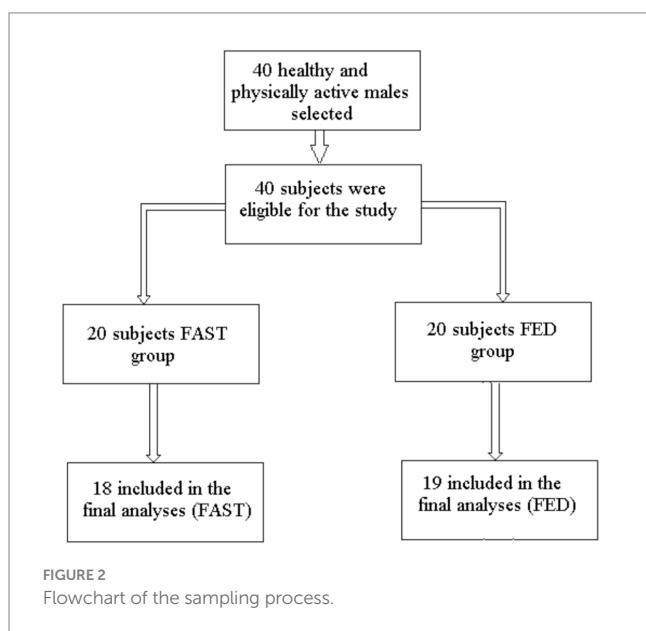 40 healthy and
physically active males
selected
40 subjects were
eligible for the study
20 subjects FAST
group
20 subjects FED
group
18 included in the
final analyses (FAST)
19 included in the
final analyses (FED)
FIGURE 2
Flowchart of the sampling process.